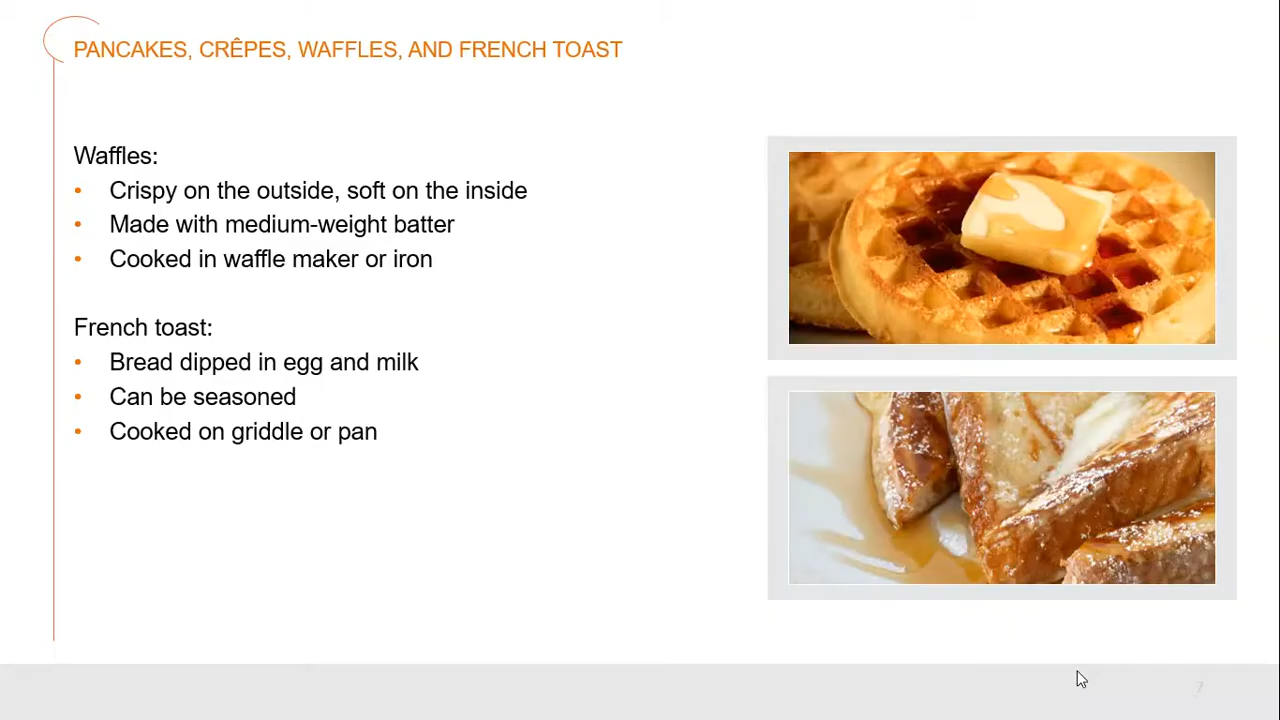 PANCAKES, CRÊPES, WAFFLES, AND FRENCH TOAST
Waffles:
• Crispy on the outside, soft on the inside
• Made with medium-weight batter
• Cooked in waffle maker or iron
French toast:
• Bread dipped in egg and milk
• Can be seasoned
• Cooked on griddle or pan
7